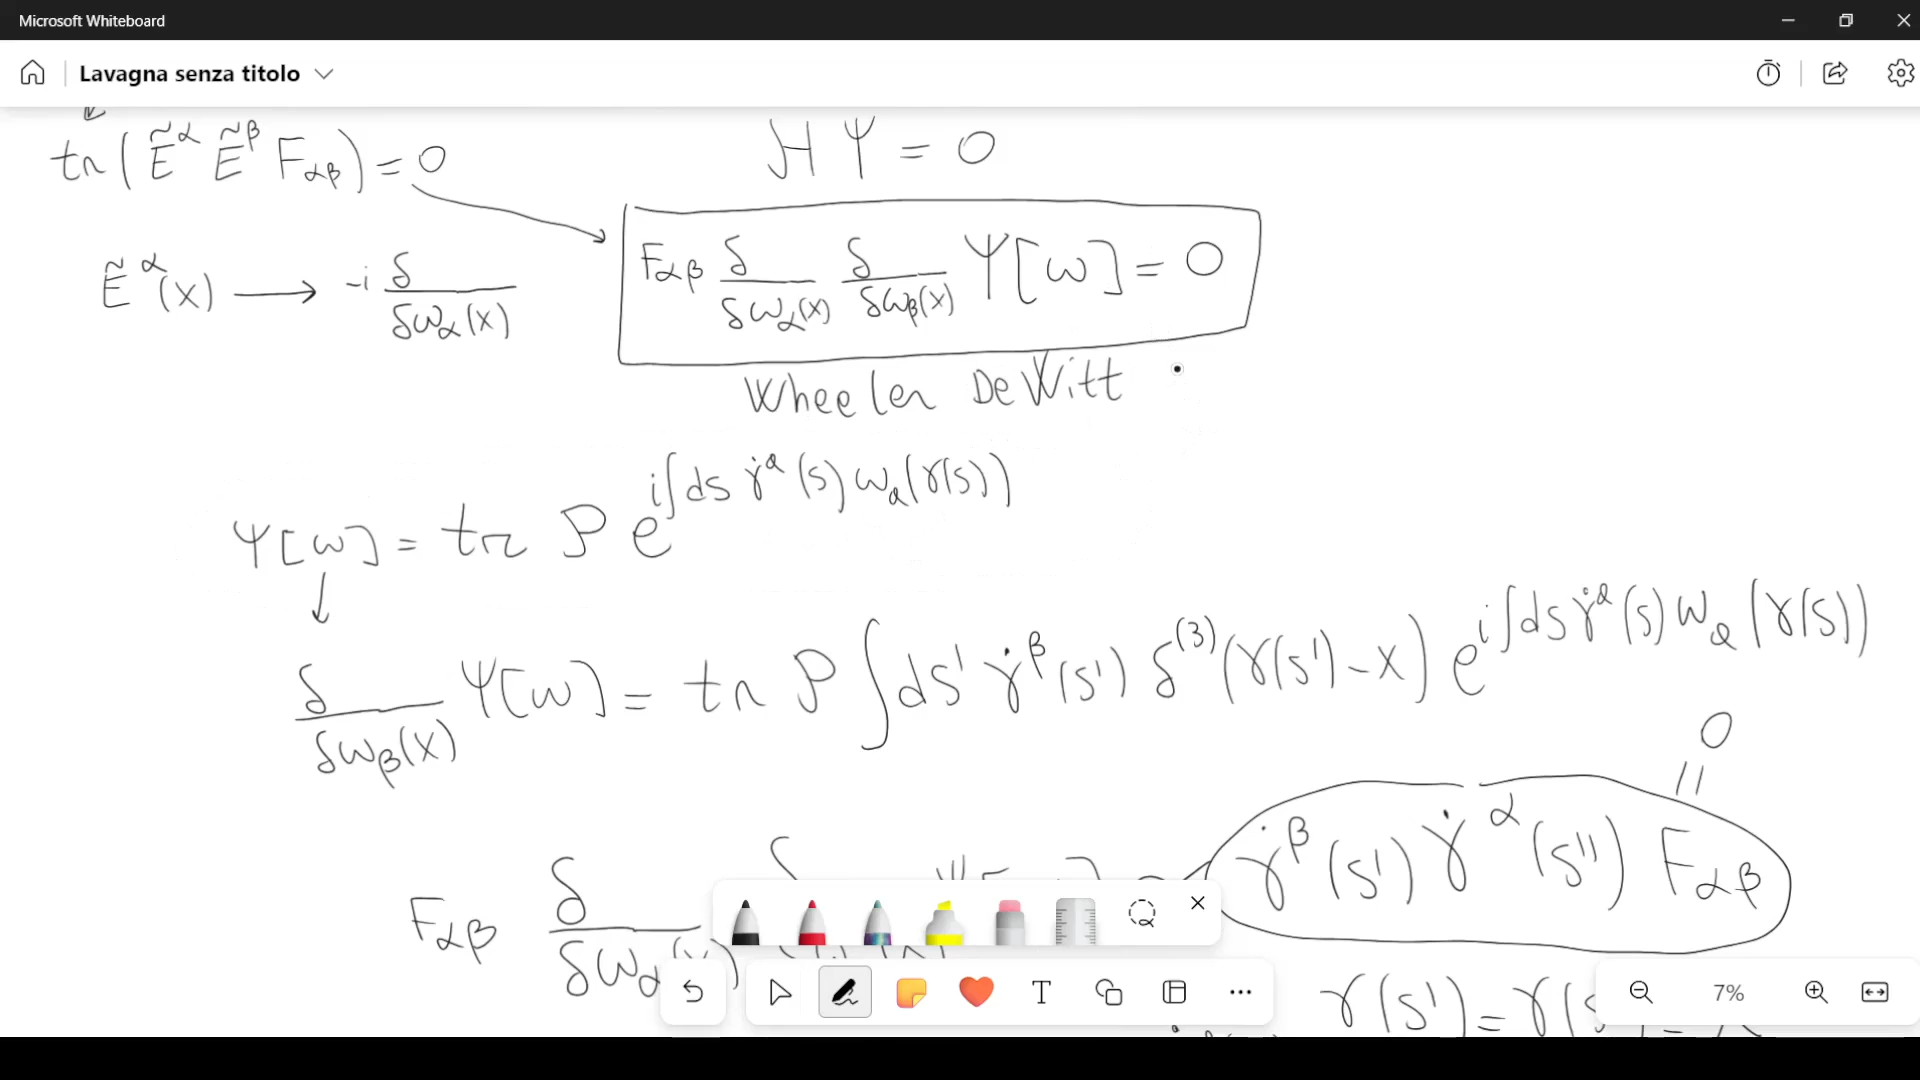 Microsoft Whiteboard
Lavagna senza titolo
tr(Ẽ^α Ẽ^β F_αβ) = 0
H Ψ = 0
Ẽ^α(x) ⟶ -i δ/δω_α(x)
F_αβ δ/δω_α(x) δ/δω_β(x) Ψ[ω] = 0
Wheeler DeWitt
Ψ[ω] = tr P e^{i∫ds γ̇^α(s) ω_α(γ(s))}
δ/δω_β(x) Ψ[ω] = tr P ∫ds' γ̇^β(s') δ^(3)(γ(s')-x) e^{i∫ds γ̇^α(s) ω_α(γ(s))}
0
=
F_αβ δ/δω_α γ̇^β(s') γ̇^α(s'') F_αβ
γ(s') = γ(s
7%